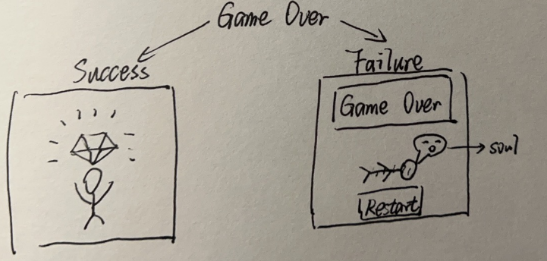 Game Over
Success
Failure
Game Over
soul
Restart